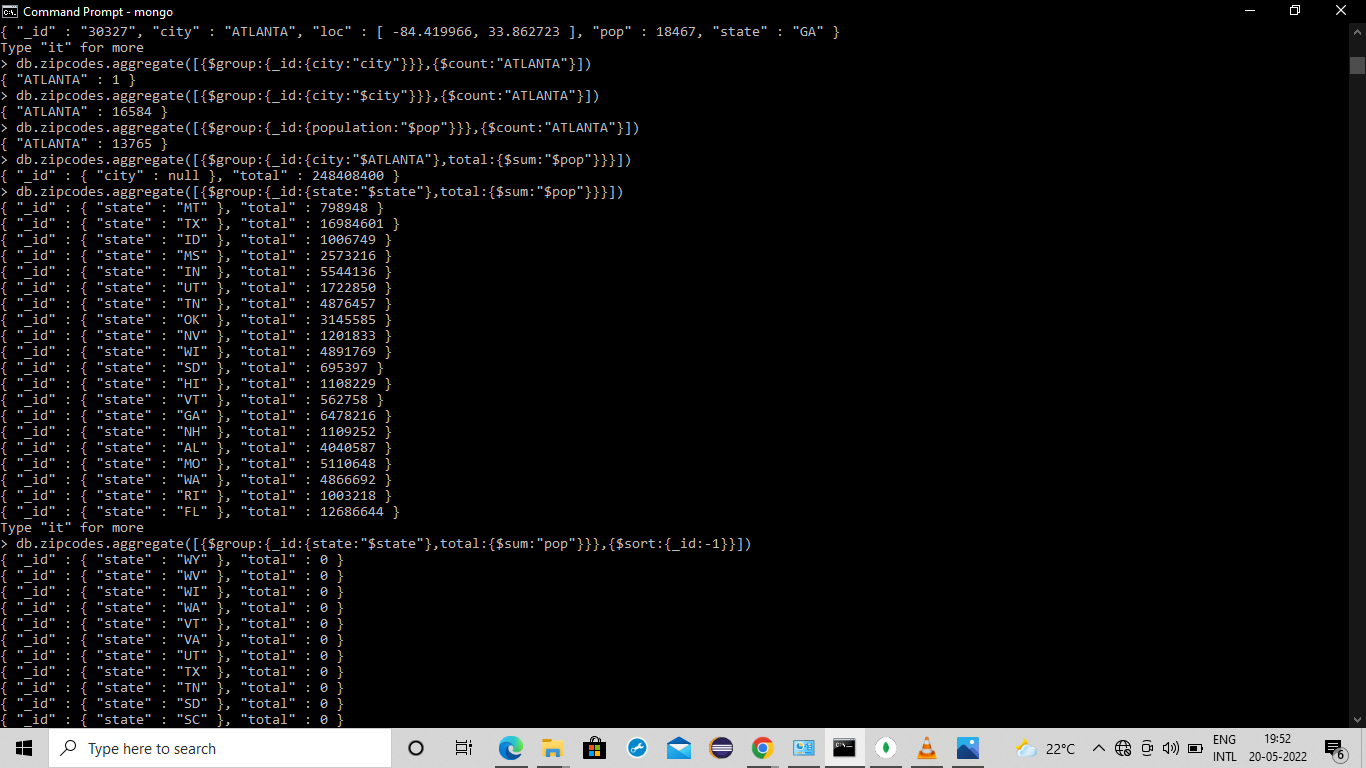 Command Prompt - mongo
{ "_id" : "30327", "city" : "ATLANTA", "loc" : [ -84.419966, 33.862723 ], "pop" : 18467, "state" : "GA" }
Type "it" for more
> db.zipcodes.aggregate([{$group:{_id:{city:"city"}}},{$count:"ATLANTA"}])
{ "ATLANTA" : 1 }
> db.zipcodes.aggregate([{$group:{_id:{city:"$city"}}},{$count:"ATLANTA"}])
{ "ATLANTA" : 16584 }
> db.zipcodes.aggregate([{$group:{_id:{population:"$pop"}}},{$count:"ATLANTA"}])
{ "ATLANTA" : 13765 }
> db.zipcodes.aggregate([{$group:{_id:{city:"$ATLANTA"},total:{$sum:"$pop"}}}])
{ "_id" : { "city" : null }, "total" : 248408400 }
> db.zipcodes.aggregate([{$group:{_id:{state:"$state"},total:{$sum:"$pop"}}}])
{ "_id" : { "state" : "MT" }, "total" : 798948 }
{ "_id" : { "state" : "TX" }, "total" : 16984601 }
{ "_id" : { "state" : "ID" }, "total" : 1006749 }
{ "_id" : { "state" : "MS" }, "total" : 2573216 }
{ "_id" : { "state" : "IN" }, "total" : 5544136 }
{ "_id" : { "state" : "UT" }, "total" : 1722850 }
{ "_id" : { "state" : "TN" }, "total" : 4876457 }
{ "_id" : { "state" : "OK" }, "total" : 3145585 }
{ "_id" : { "state" : "NV" }, "total" : 1201833 }
{ "_id" : { "state" : "WI" }, "total" : 4891769 }
{ "_id" : { "state" : "SD" }, "total" : 695397 }
{ "_id" : { "state" : "HI" }, "total" : 1108229 }
{ "_id" : { "state" : "VT" }, "total" : 562758 }
{ "_id" : { "state" : "GA" }, "total" : 6478216 }
{ "_id" : { "state" : "NH" }, "total" : 1109252 }
{ "_id" : { "state" : "AL" }, "total" : 4040587 }
{ "_id" : { "state" : "MO" }, "total" : 5110648 }
{ "_id" : { "state" : "WA" }, "total" : 4866692 }
{ "_id" : { "state" : "RI" }, "total" : 1003218 }
{ "_id" : { "state" : "FL" }, "total" : 12686644 }
Type "it" for more
> db.zipcodes.aggregate([{$group:{_id:{state:"$state"},total:{$sum:"pop"}}},{$sort:{_id:-1}}])
{ "_id" : { "state" : "WY" }, "total" : 0 }
{ "_id" : { "state" : "WV" }, "total" : 0 }
{ "_id" : { "state" : "WI" }, "total" : 0 }
{ "_id" : { "state" : "WA" }, "total" : 0 }
{ "_id" : { "state" : "VT" }, "total" : 0 }
{ "_id" : { "state" : "VA" }, "total" : 0 }
{ "_id" : { "state" : "UT" }, "total" : 0 }
{ "_id" : { "state" : "TX" }, "total" : 0 }
{ "_id" : { "state" : "TN" }, "total" : 0 }
{ "_id" : { "state" : "SD" }, "total" : 0 }
{ "_id" : { "state" : "SC" }, "total" : 0 }
Type here to search
22°C
ENG
INTL
19:52
20-05-2022
6